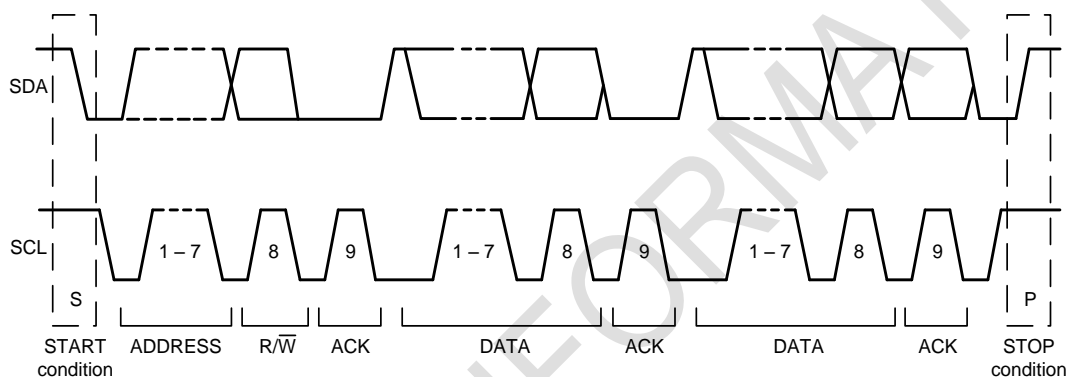 SDA
SCL
1 – 7 8 9 1 – 7 8 9 1 – 7 8 9
S P
START condition ADDRESS R/W̅ ACK DATA ACK DATA ACK STOP condition